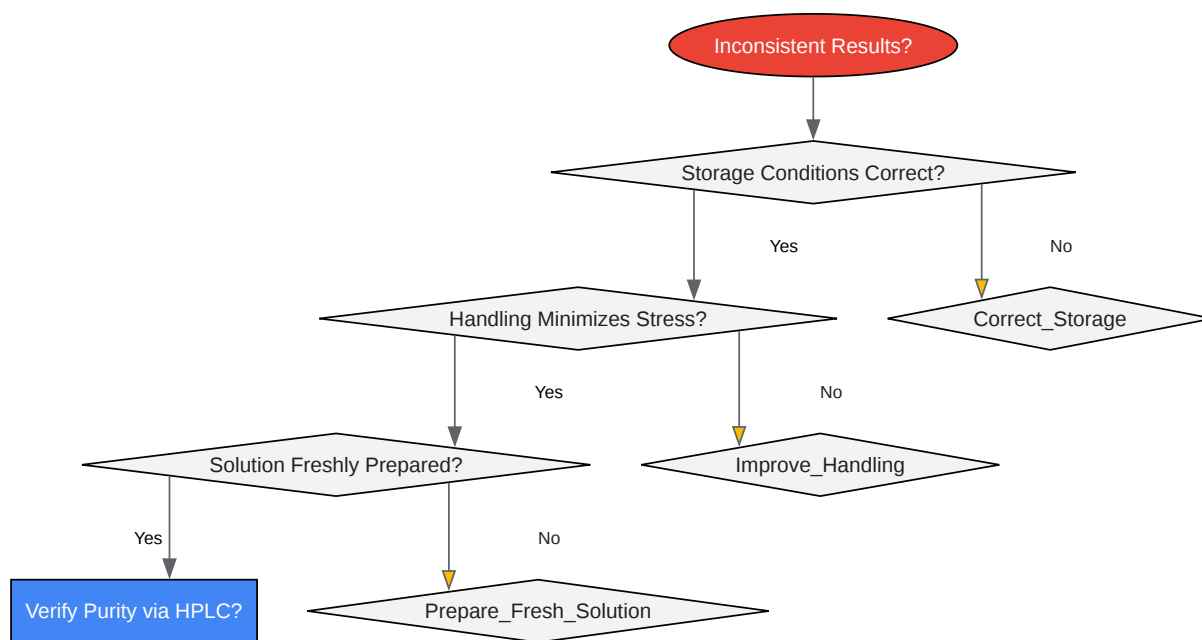 Inconsistent Results?
Storage Conditions Correct?
Yes
No
Handling Minimizes Stress?
Correct_Storage
Yes
No
Solution Freshly Prepared?
Improve_Handling
Yes
No
Verify Purity via HPLC?
Prepare_Fresh_Solution